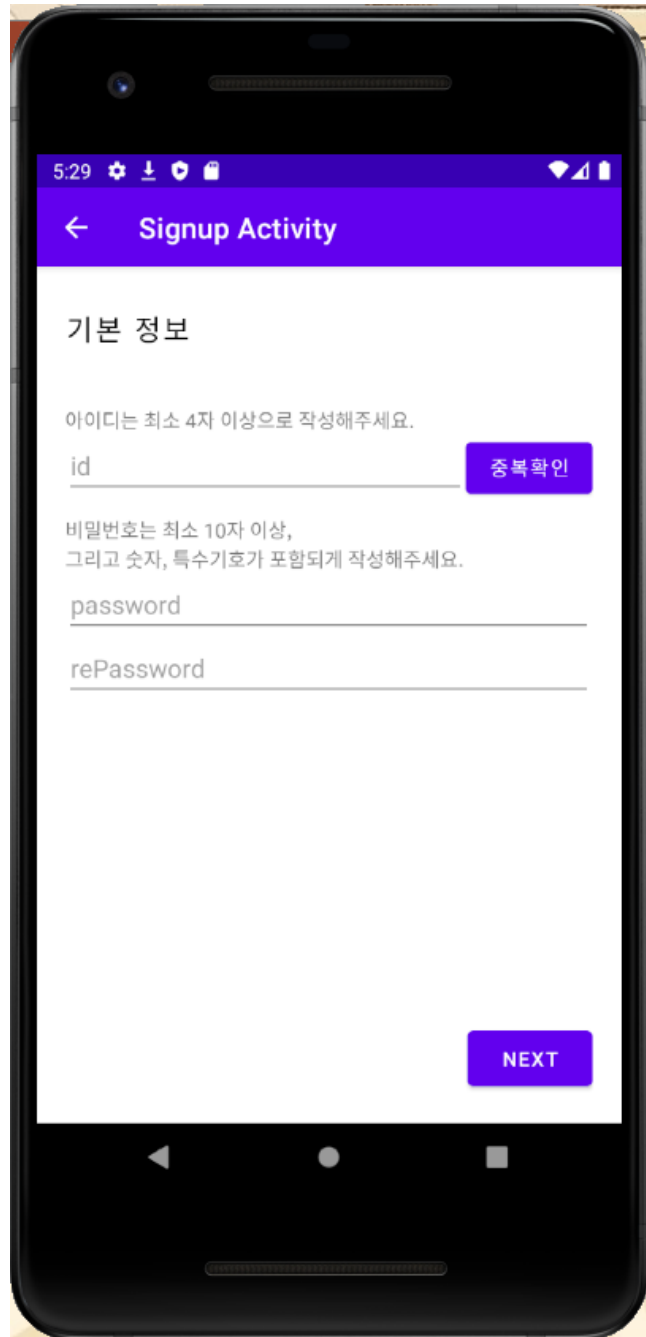 5:29
Signup Activity
기본 정보
아이디는 최소 4자 이상으로 작성해주세요.
id
중복확인
비밀번호는 최소 10자 이상,
그리고 숫자, 특수기호가 포함되게 작성해주세요.
password
rePassword
NEXT